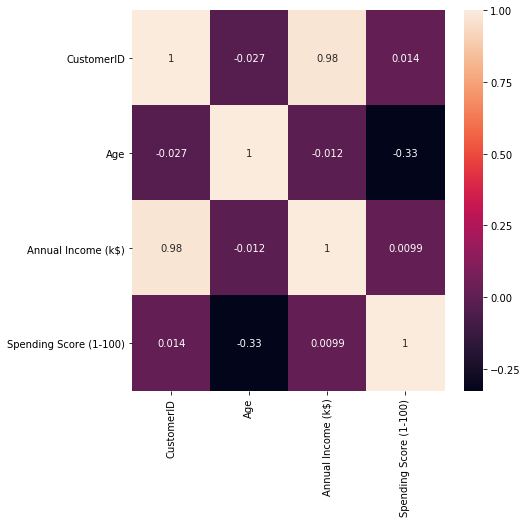 CustomerID 1 -0.027 0.98 0.014
Age -0.027 1 -0.012 -0.33
Annual Income (k$) 0.98 -0.012 1 0.0099
Spending Score (1-100) 0.014 -0.33 0.0099 1
CustomerID
Age
Annual Income (k$)
Spending Score (1-100)
1.00
0.75
0.50
0.25
0.00
−0.25